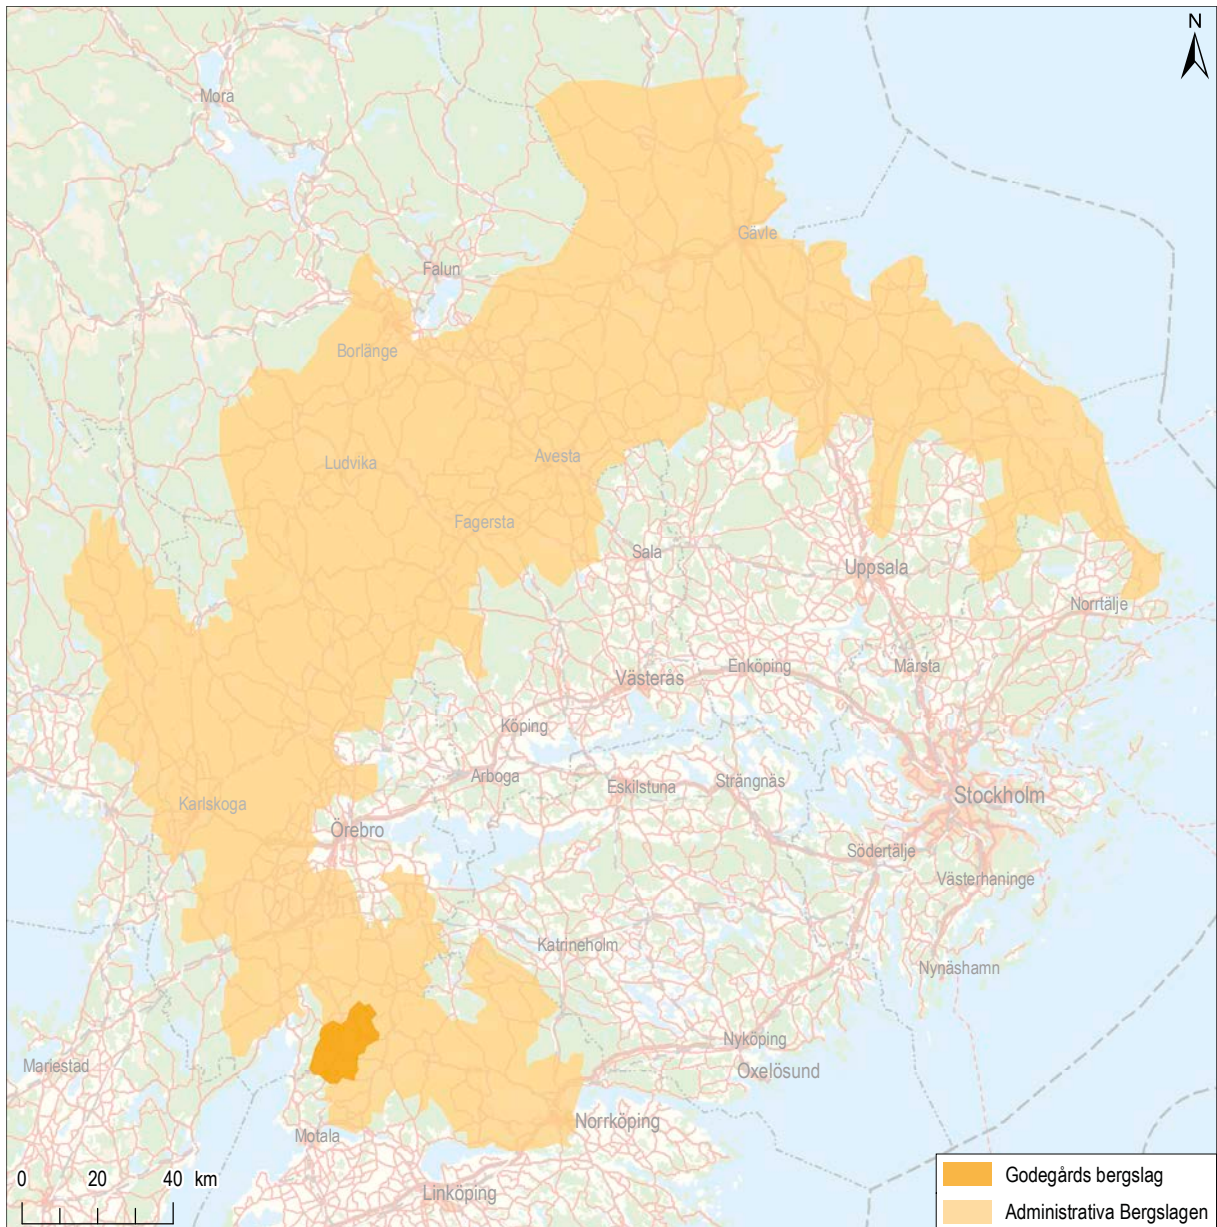 N
Mora
Gävle
Falun
Borlänge
Ludvika
Avesta
Fagersta
Sala
Uppsala
Norrtälje
Västerås
Enköping
Märsta
Köping
Arboga
Eskilstuna
Strängnäs
Stockholm
Karlskoga
Örebro
Södertälje
Västerhaninge
Katrineholm
Nynäshamn
Nyköping
Mariestad
Oxelösund
Norrköping
Motala
Linköping
0 20 40 km
Godegårds bergslag
Administrativa Bergslagen